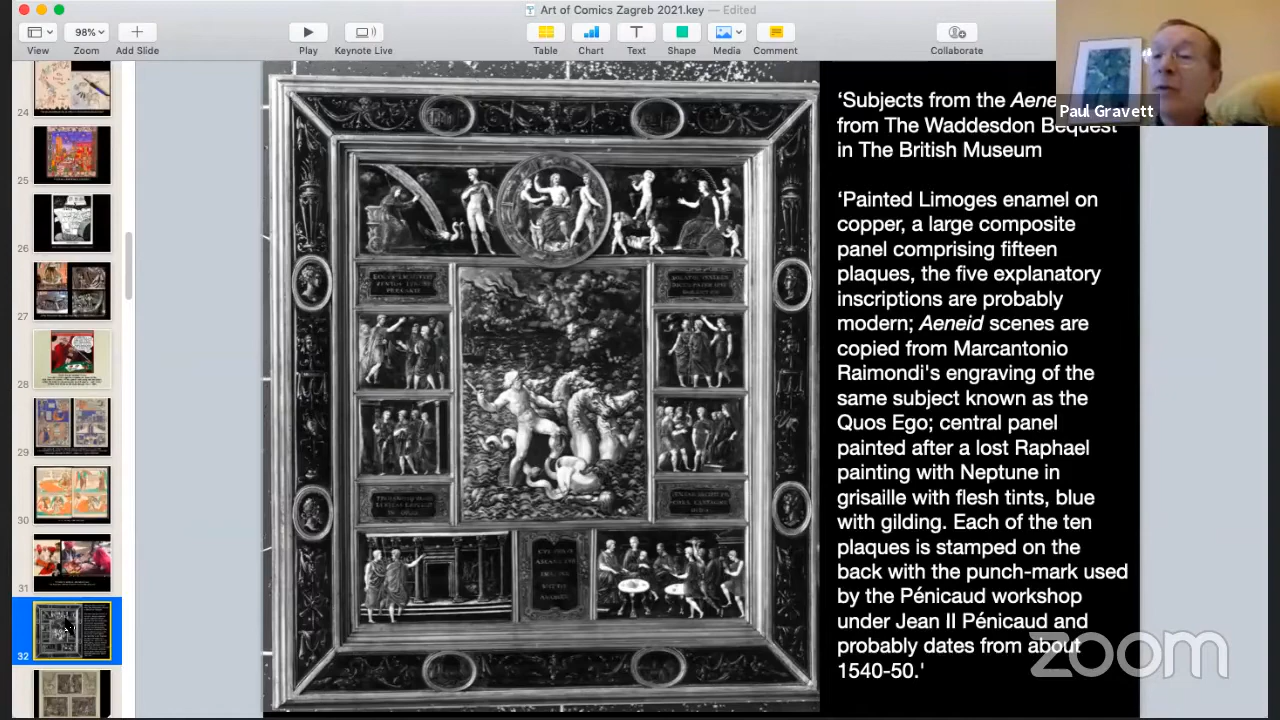 Art of Comics Zagreb 2021.key — Edited
98%
View
Zoom
Add Slide
Play
Keynote Live
Table
Chart
Text
Shape
Media
Comment
Collaborate
24
25
26
27
28
29
30
31
32
Paul Gravett
‘Subjects from the
from The Waddesdon Bequest
in The British Museum
‘Painted Limoges enamel on
copper, a large composite
panel comprising fifteen
plaques, the five explanatory
inscriptions are probably
modern; Aeneid scenes are
copied from Marcantonio
Raimondi's engraving of the
same subject known as the
Quos Ego; central panel
painted after a lost Raphael
painting with Neptune in
grisaille with flesh tints, blue
with gilding. Each of the ten
plaques is stamped on the
back with the punch-mark used
by the Pénicaud workshop
under Jean II Pénicaud and
probably dates from about
1540-50.'
zoom